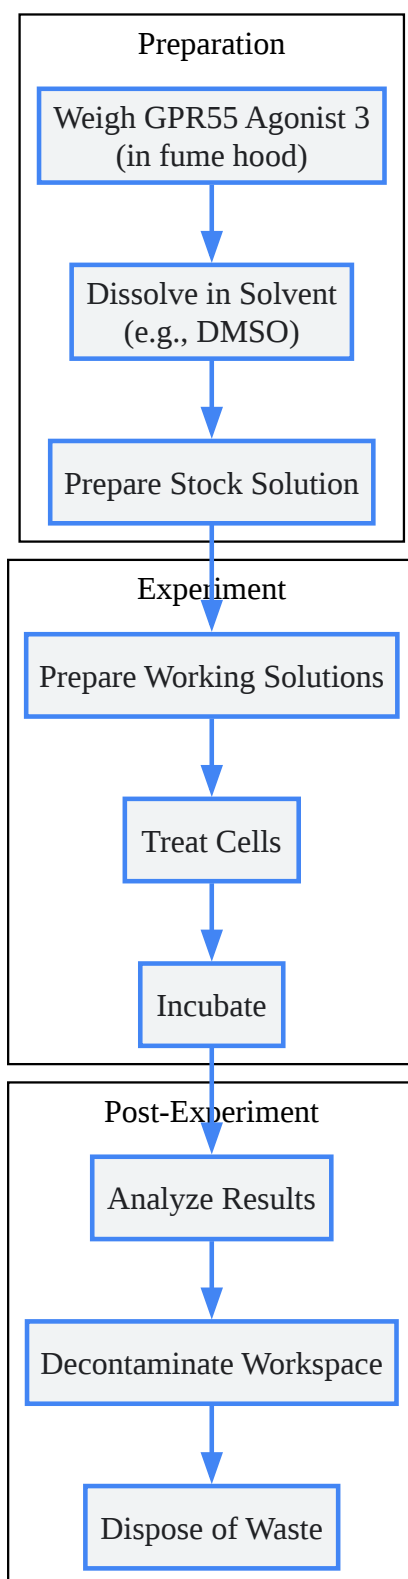 Preparation
Weigh GPR55 Agonist 3
(in fume hood)
Dissolve in Solvent
(e.g., DMSO)
Prepare Stock Solution
Experiment
Prepare Working Solutions
Treat Cells
Incubate
Post-Experiment
Analyze Results
Decontaminate Workspace
Dispose of Waste